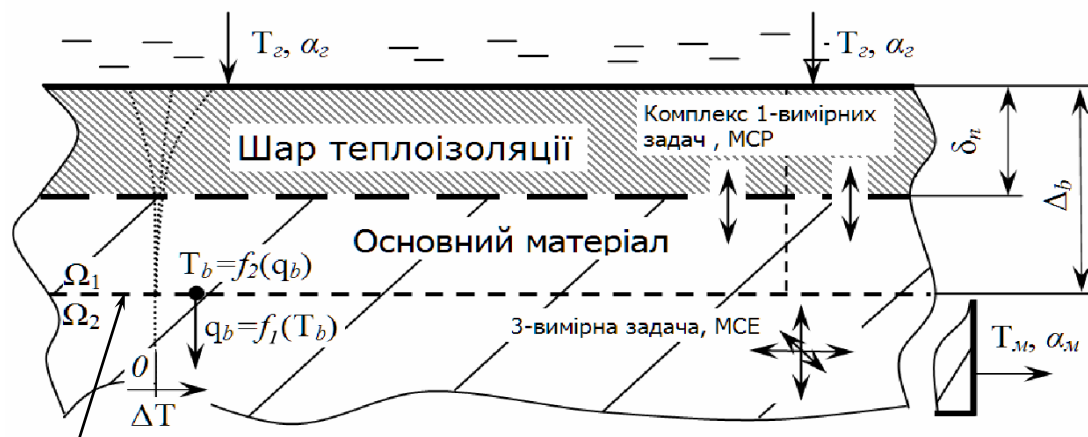 Tг, αг
Tг, αг
Комплекс 1-вимірних
задач , МСР
Шар теплоізоляції
δп
Δb
Основний матеріал
Tb=f2(qb)
Ω1
Ω2
qb=f1(Tb)
3-вимірна задача, МСЕ
Tм, αм
0
ΔT